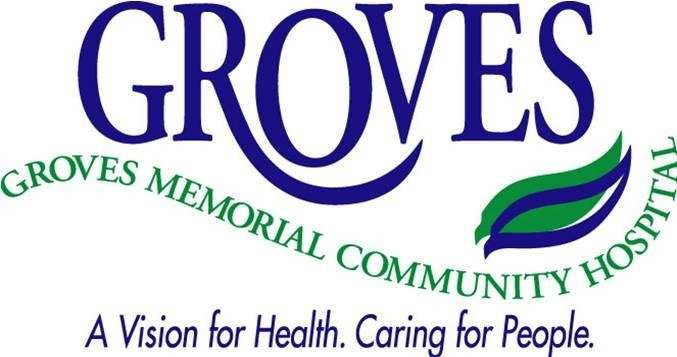 GROVES
GROVES MEMORIAL COMMUNITY HOSPITAL
A Vision for Health. Caring for People.